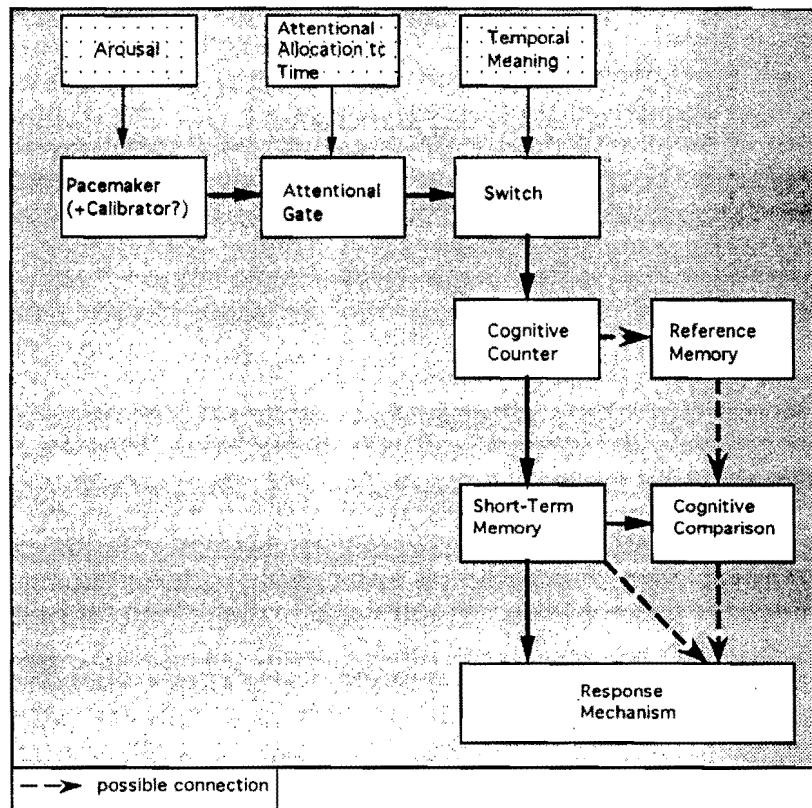 Arousal
Attentional
Allocation to
Time
Temporal
Meaning
Pacemaker
(+Calibrator?)
Attentional
Gate
Switch
Cognitive
Counter
Reference
Memory
Short-Term
Memory
Cognitive
Comparison
Response
Mechanism
possible connection